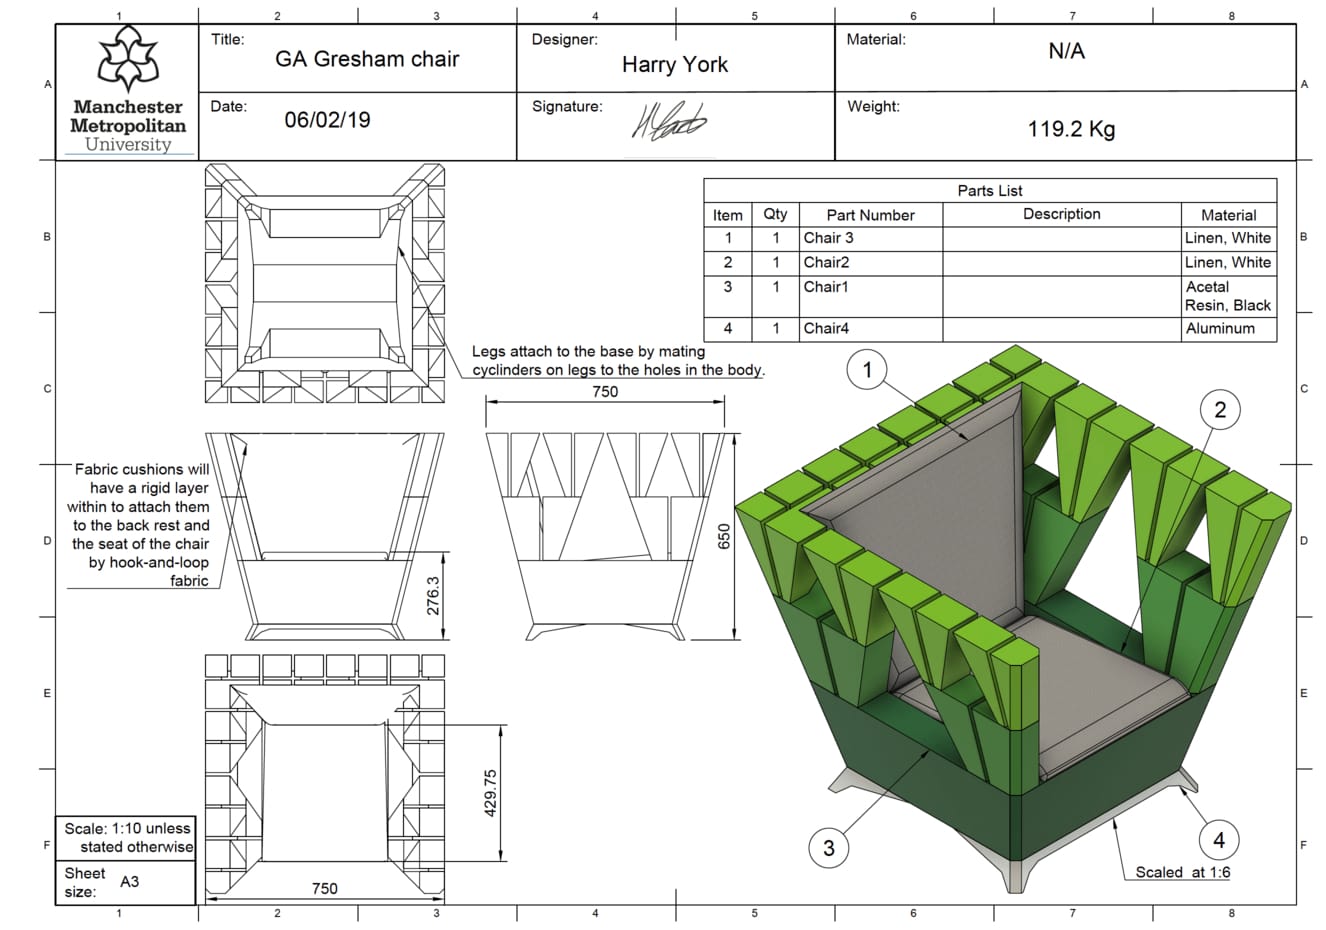 1 2 3 4 5 6 7 8
A
B
C
D
E
F
Manchester
Metropolitan
University
Title:
GA Gresham chair
Date:
06/02/19
Designer:
Harry York
Signature:
Material:
N/A
Weight:
119.2 Kg
A
B
C
D
E
F
Parts List
Item Qty Part Number Description Material
1 1 Chair 3 Linen, White
2 1 Chair2 Linen, White
3 1 Chair1 Acetal
Resin, Black
4 1 Chair4 Aluminum
Legs attach to the base by mating
cyclinders on legs to the holes in the body.
750
650
Fabric cushions will
have a rigid layer
within to attach them
to the back rest and
the seat of the chair
by hook-and-loop
fabric
276.3
429.75
750
1
2
3
4
Scaled at 1:6
Scale: 1:10 unless
stated otherwise
Sheet
size:
A3
1 2 3 4 5 6 7 8